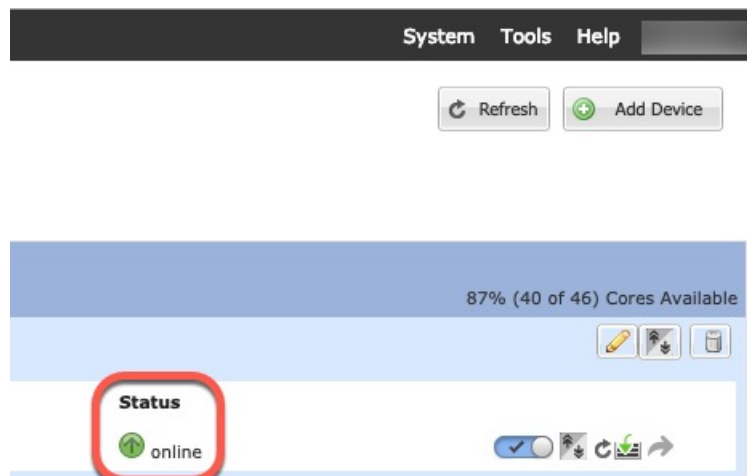 System Tools Help
Refresh Add Device
87% (40 of 46) Cores Available
Status
online